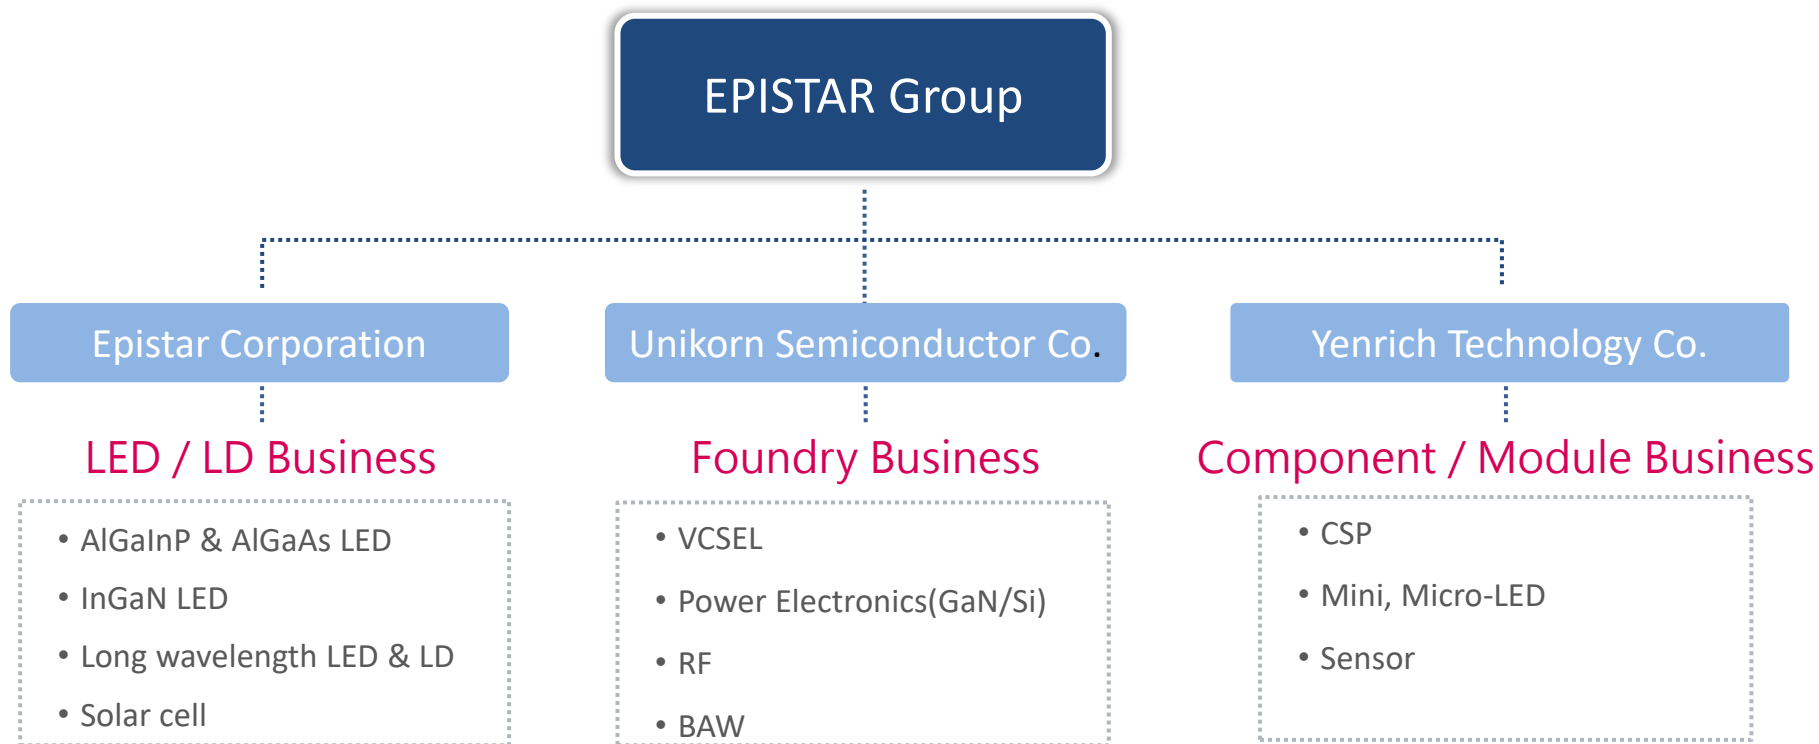 EPISTAR Group
Epistar Corporation
Unikorn Semiconductor Co.
Yenrich Technology Co.
LED / LD Business
• AlGaInP & AlGaAs LED
• InGaN LED
• Long wavelength LED & LD
• Solar cell
Foundry Business
• VCSEL
• Power Electronics(GaN/Si)
• RF
• BAW
Component / Module Business
• CSP
• Mini, Micro-LED
• Sensor